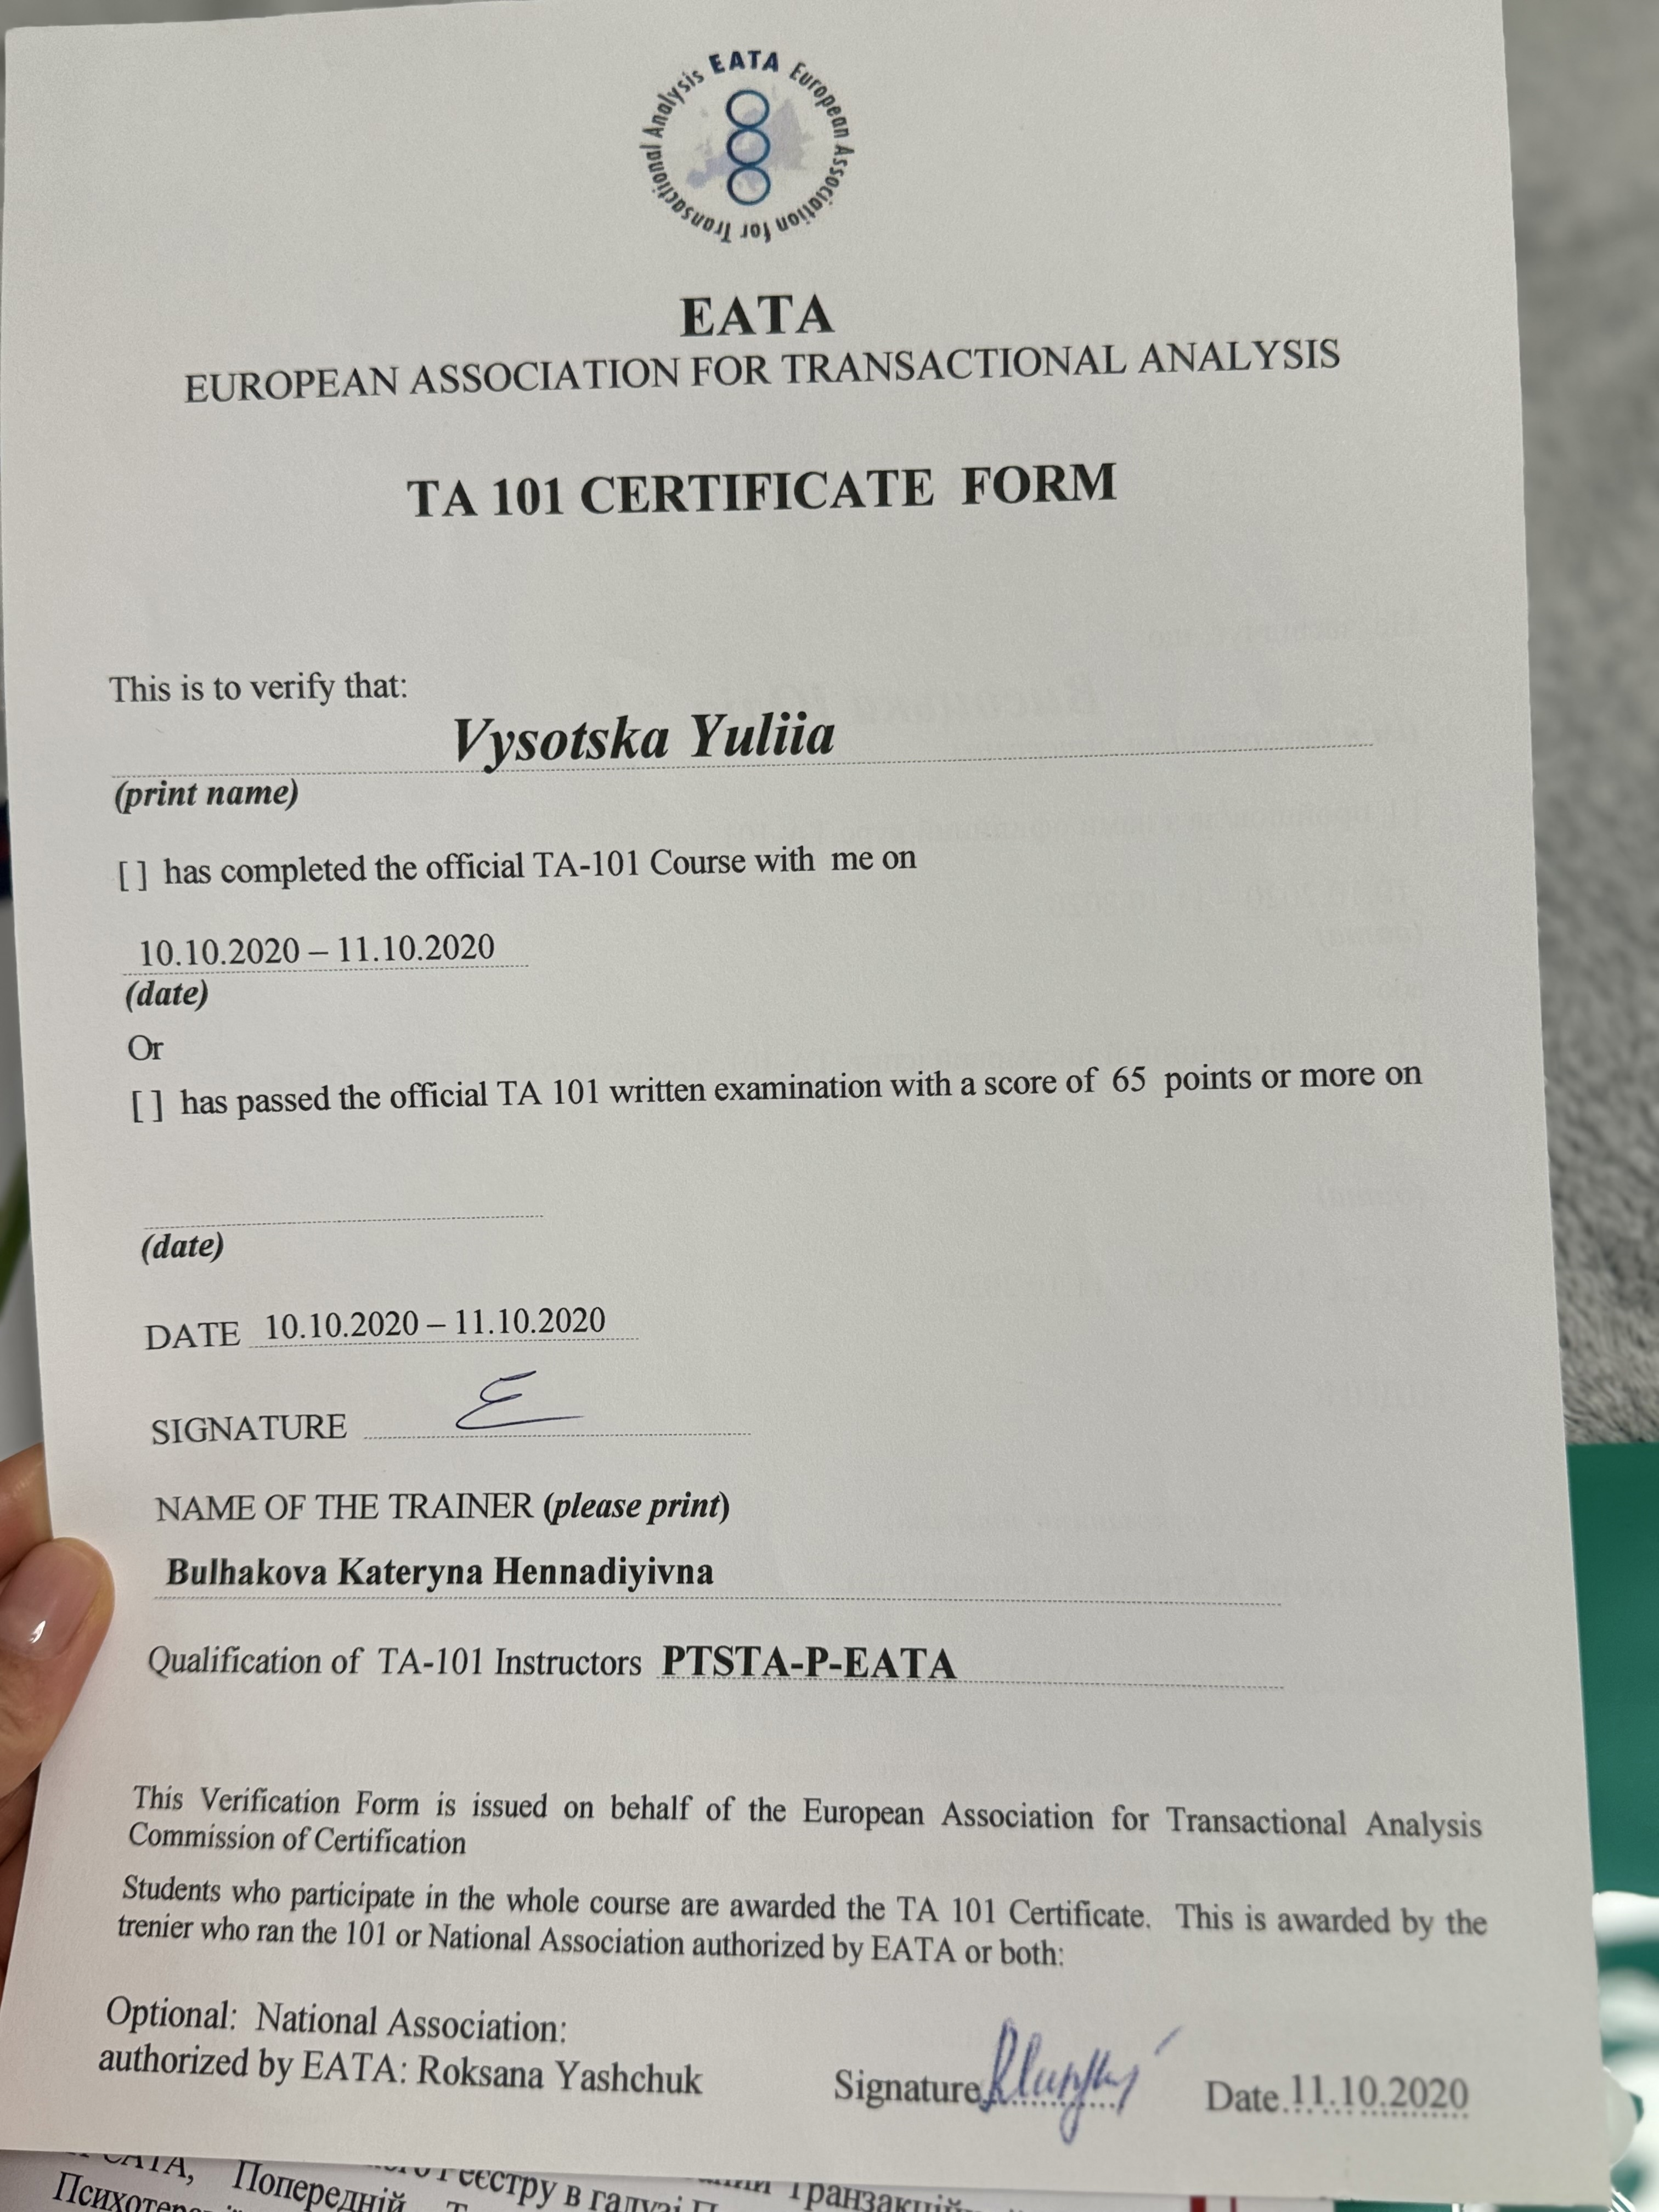 EATA European Association for Transactional Analysis
EATA
EUROPEAN ASSOCIATION FOR TRANSACTIONAL ANALYSIS
TA 101 CERTIFICATE FORM
This is to verify that:
Vysotska Yuliia
(print name)
[ ] has completed the official TA-101 Course with me on
10.10.2020 – 11.10.2020
(date)
Or
[ ] has passed the official TA 101 written examination with a score of 65 points or more on
(date)
DATE 10.10.2020 – 11.10.2020
SIGNATURE
NAME OF THE TRAINER (please print)
Bulhakova Kateryna Hennadiyivna
Qualification of TA-101 Instructors PTSTA-P-EATA
This Verification Form is issued on behalf of the European Association for Transactional Analysis
Commission of Certification
Students who participate in the whole course are awarded the TA 101 Certificate. This is awarded by the
trenier who ran the 101 or National Association authorized by EATA or both:
Optional: National Association:
authorized by EATA: Roksana Yashchuk
Signature
Date 11.10.2020
Попередній
реєстру в галузі